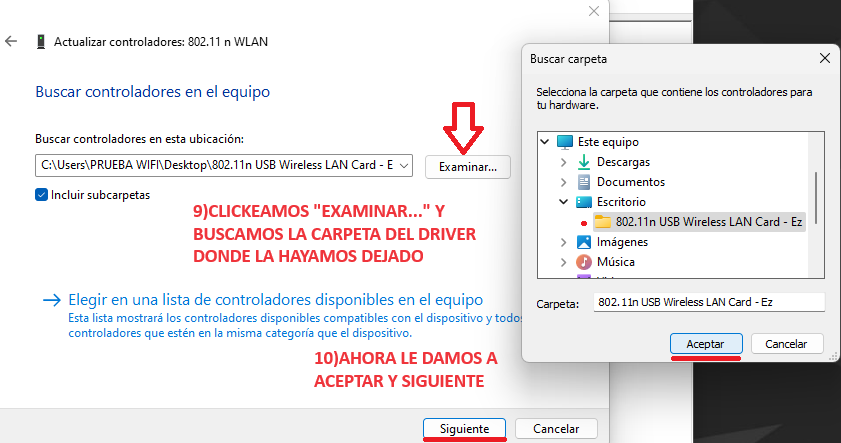 Actualizar controladores: 802.11 n WLAN
Buscar controladores en el equipo
Buscar controladores en esta ubicación:
C:\Users\PRUEBA WIFI\Desktop\802.11n USB Wireless LAN Card - E
Examinar...
Incluir subcarpetas
9)CLICKEAMOS "EXAMINAR..." Y
BUSCAMOS LA CARPETA DEL DRIVER
DONDE LA HAYAMOS DEJADO
Elegir en una lista de controladores disponibles en el equipo
Esta lista mostrará los controladores disponibles compatibles con el dispositivo y todos
controladores que estén en la misma categoría que el dispositivo.
10)AHORA LE DAMOS A
ACEPTAR Y SIGUIENTE
Siguiente
Cancelar
Buscar carpeta
Selecciona la carpeta que contiene los controladores para
tu hardware.
Este equipo
Descargas
Documentos
Escritorio
802.11n USB Wireless LAN Card - Ez
Imágenes
Música
Carpeta:
802.11n USB Wireless LAN Card - Ez
Aceptar
Cancelar